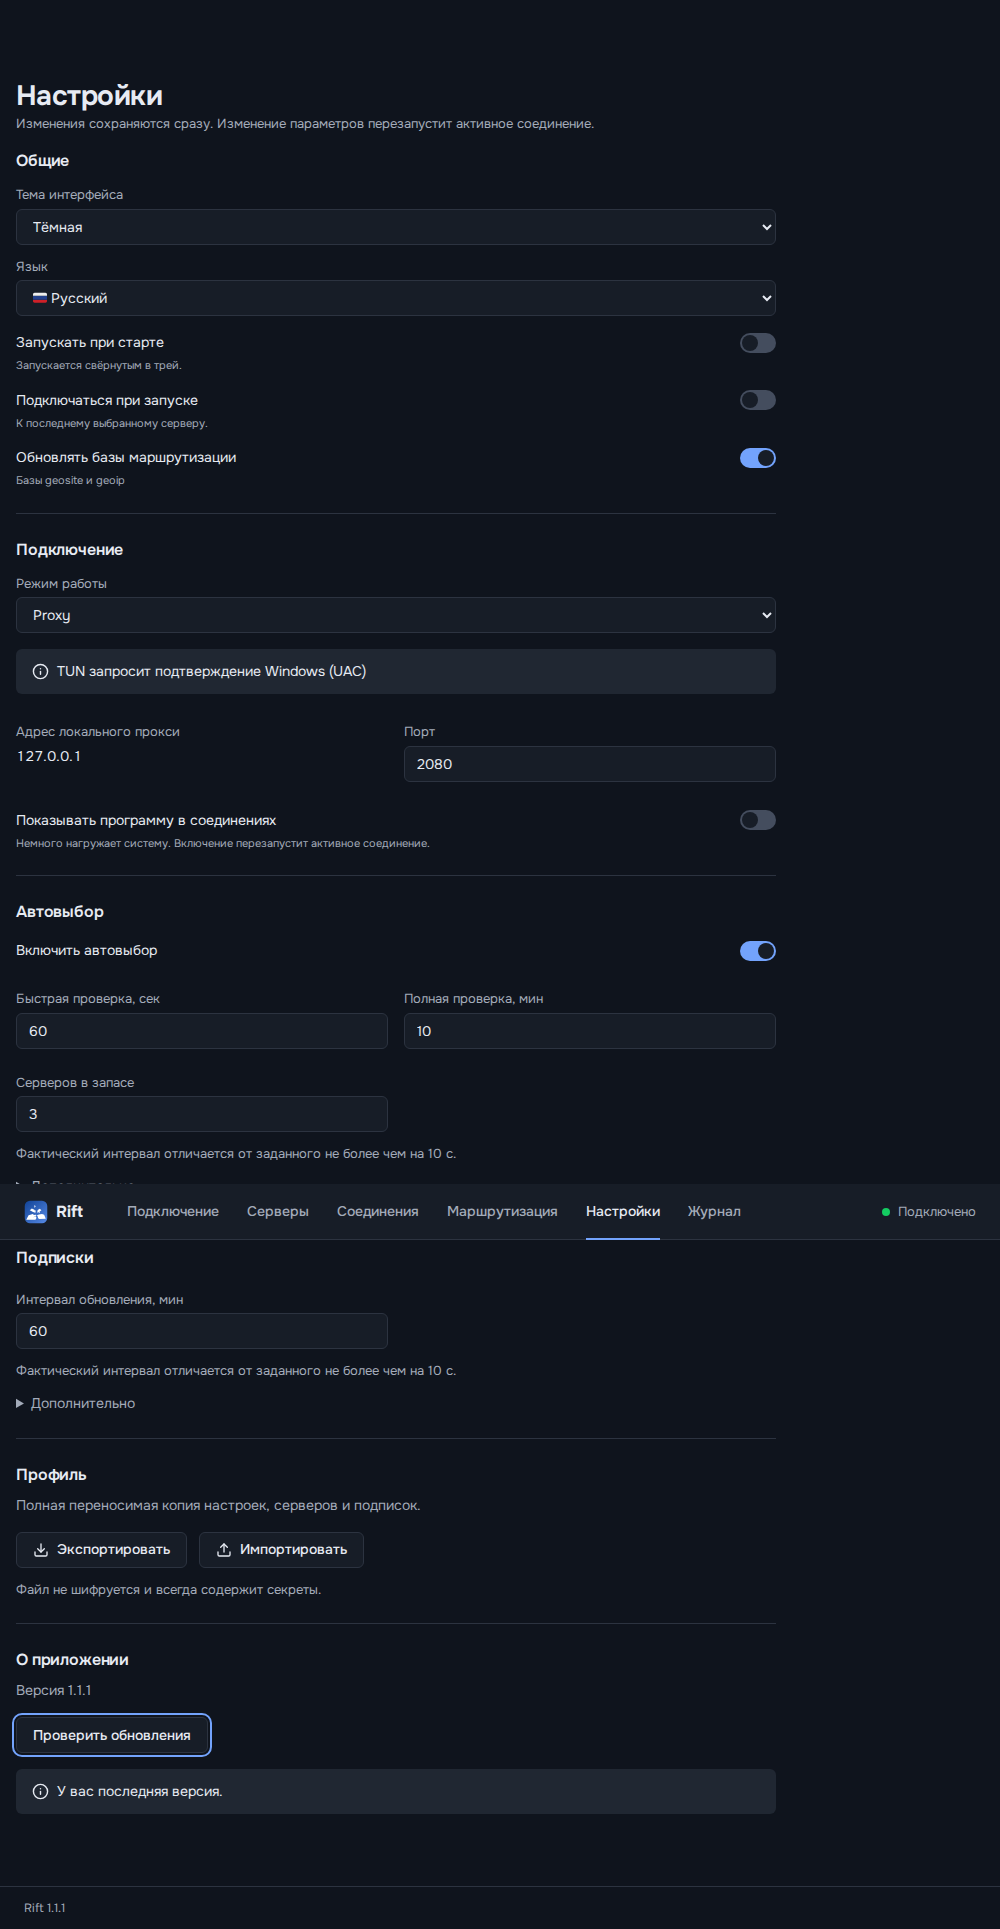 Настройки
Изменения сохраняются сразу. Изменение параметров перезапустит активное соединение.
Общие
Тема интерфейса
Тёмная
Язык
Русский
Запускать при старте
Запускается свёрнутым в трей.
Подключаться при запуске
К последнему выбранному серверу.
Обновлять базы маршрутизации
Базы geosite и geoip
Подключение
Режим работы
Proxy
TUN запросит подтверждение Windows (UAC)
Адрес локального прокси
127.0.0.1
Порт
2080
Показывать программу в соединениях
Немного нагружает систему. Включение перезапустит активное соединение.
Автовыбор
Включить автовыбор
Быстрая проверка, сек
60
Полная проверка, мин
10
Серверов в запасе
3
Фактический интервал отличается от заданного не более чем на 10 с.
Rift Подключение Серверы Соединения Маршрутизация Настройки Журнал Подключено
Подписки
Интервал обновления, мин
60
Фактический интервал отличается от заданного не более чем на 10 с.
Дополнительно
Профиль
Полная переносимая копия настроек, серверов и подписок.
Экспортировать Импортировать
Файл не шифруется и всегда содержит секреты.
О приложении
Версия 1.1.1
Проверить обновления
У вас последняя версия.
Rift 1.1.1